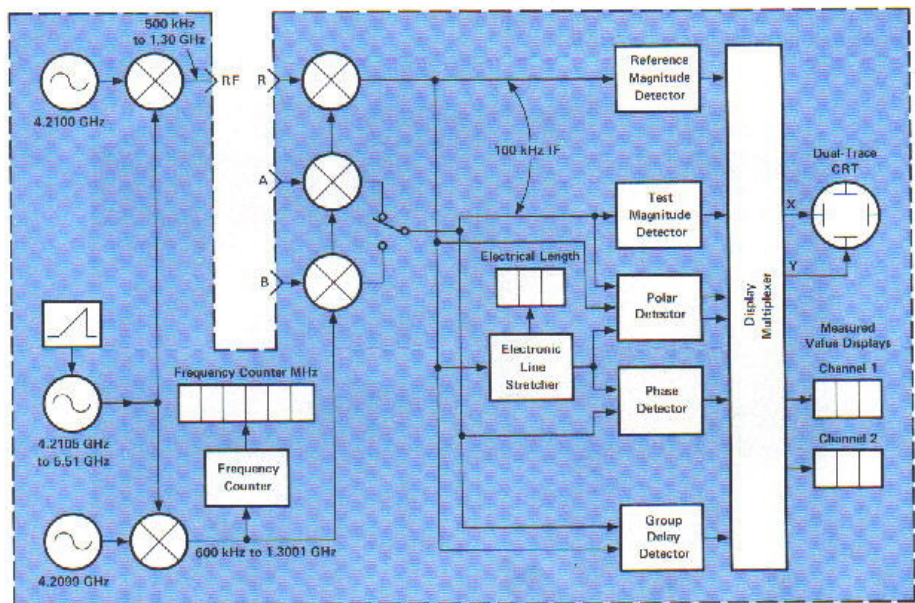 500 kHz
to 1.30 GHz
RF
R
4.2100 GHz
Reference
Magnitude
Detector
100 kHz IF
A
Dual-Trace
CRT
X
Y
Test
Magnitude
Detector
Electrical Length
B
Polar
Detector
Display
Multiplexer
Electronic
Line
Stretcher
Measured
Value Displays
Channel 1
Frequency Counter MHz
Phase
Detector
4.2105 GHz
to 5.51 GHz
Channel 2
Frequency
Counter
Group
Delay
Detector
600 kHz to 1.3001 GHz
4.2099 GHz